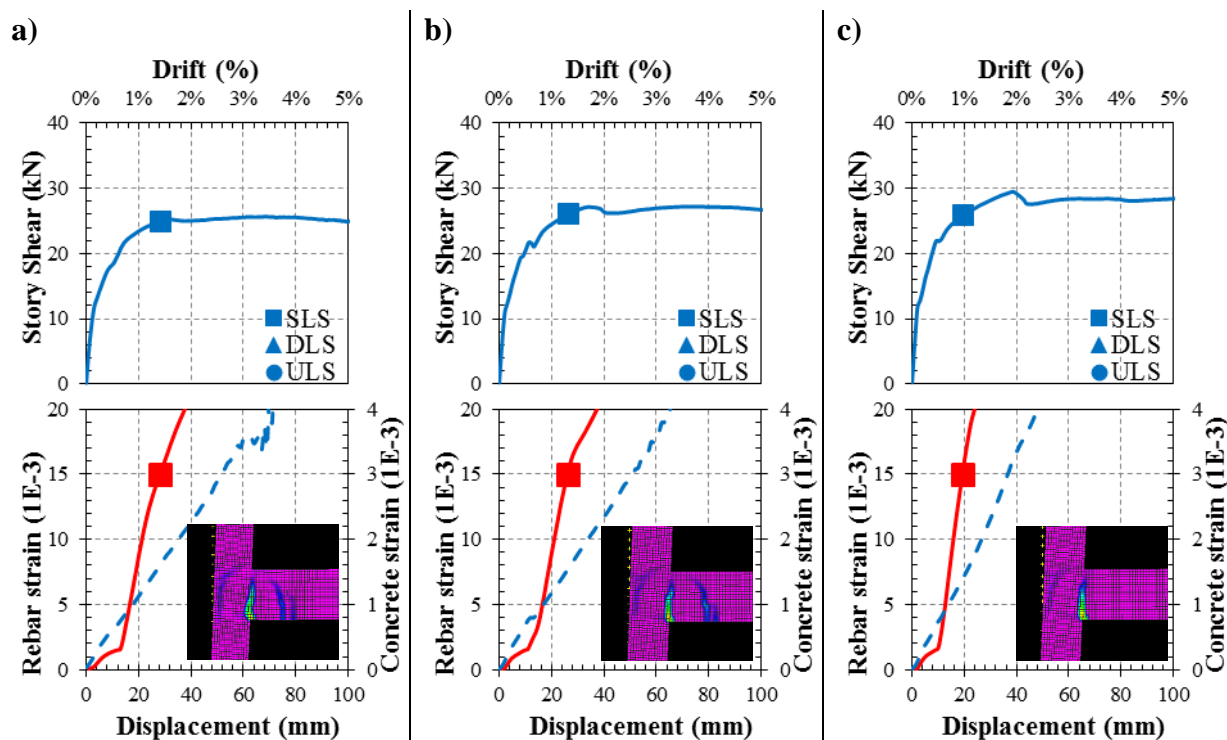 a)
Drift (%)
0% 1% 2% 3% 4% 5%
Story Shear (kN)
40
30
20
10
0
SLS
DLS
ULS
Rebar strain (1E-3)
20
15
10
5
0
Concrete strain (1E-3)
4
3
2
1
0
0 20 40 60 80 100
Displacement (mm)
b)
Drift (%)
0% 1% 2% 3% 4% 5%
Story Shear (kN)
40
30
20
10
0
SLS
DLS
ULS
Rebar strain (1E-3)
20
15
10
5
0
Concrete strain (1E-3)
4
3
2
1
0
0 20 40 60 80 100
Displacement (mm)
c)
Drift (%)
0% 1% 2% 3% 4% 5%
Story Shear (kN)
40
30
20
10
0
SLS
DLS
ULS
Rebar strain (1E-3)
20
15
10
5
0
Concrete strain (1E-3)
4
3
2
1
0
0 20 40 60 80 100
Displacement (mm)